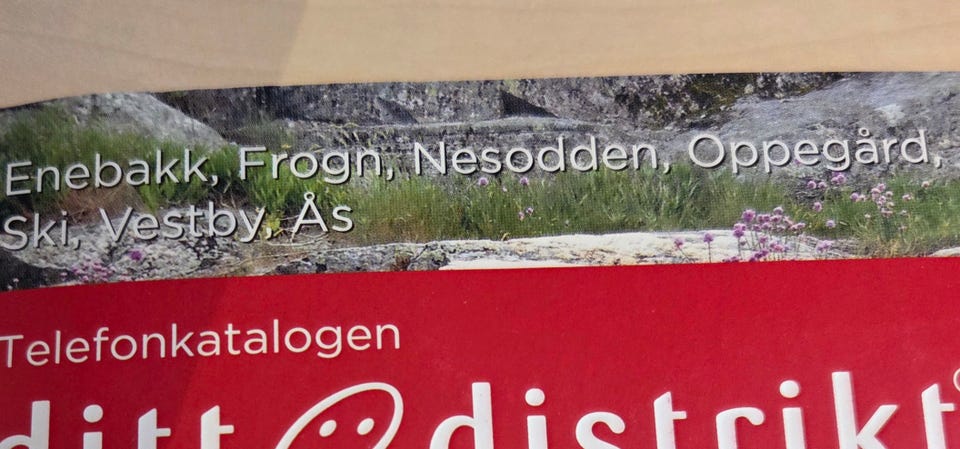 Enebakk, Frogn, Nesodden, Oppegård,
Ski, Vestby, Ås
Telefonkatalogen
ditt distrikt